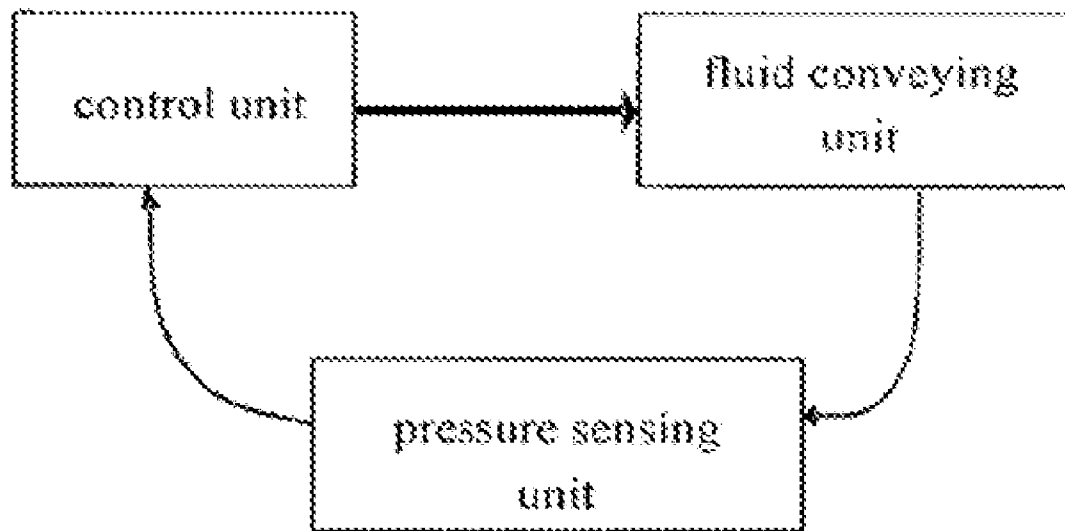 control unit
fluid conveying
unit
pressure sensing
unit